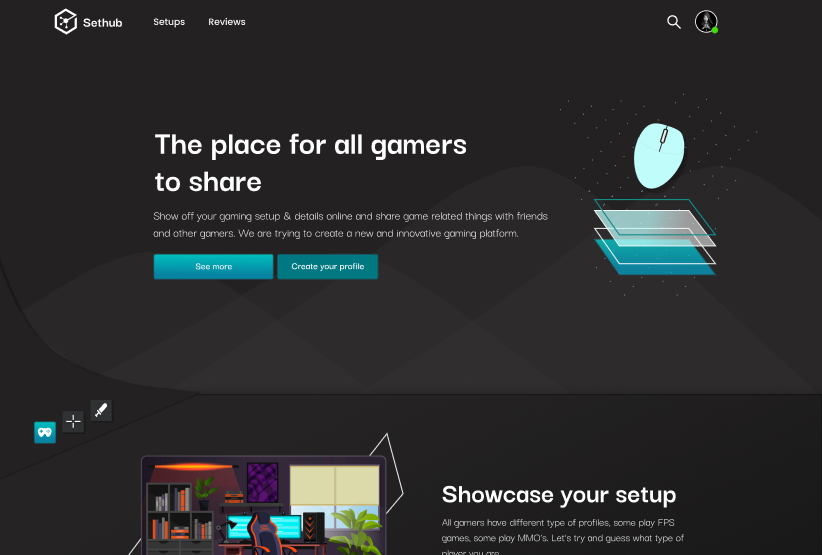 Sethub
Setups
Reviews
The place for all gamers
to share
Show off your gaming setup & details online and share game related things with friends
and other gamers. We are trying to create a new and innovative gaming platform.
See more
Create your profile
Showcase your setup
All gamers have different type of profiles, some play FPS
games, some play MMO's. Let's try and guess what type of
player you are